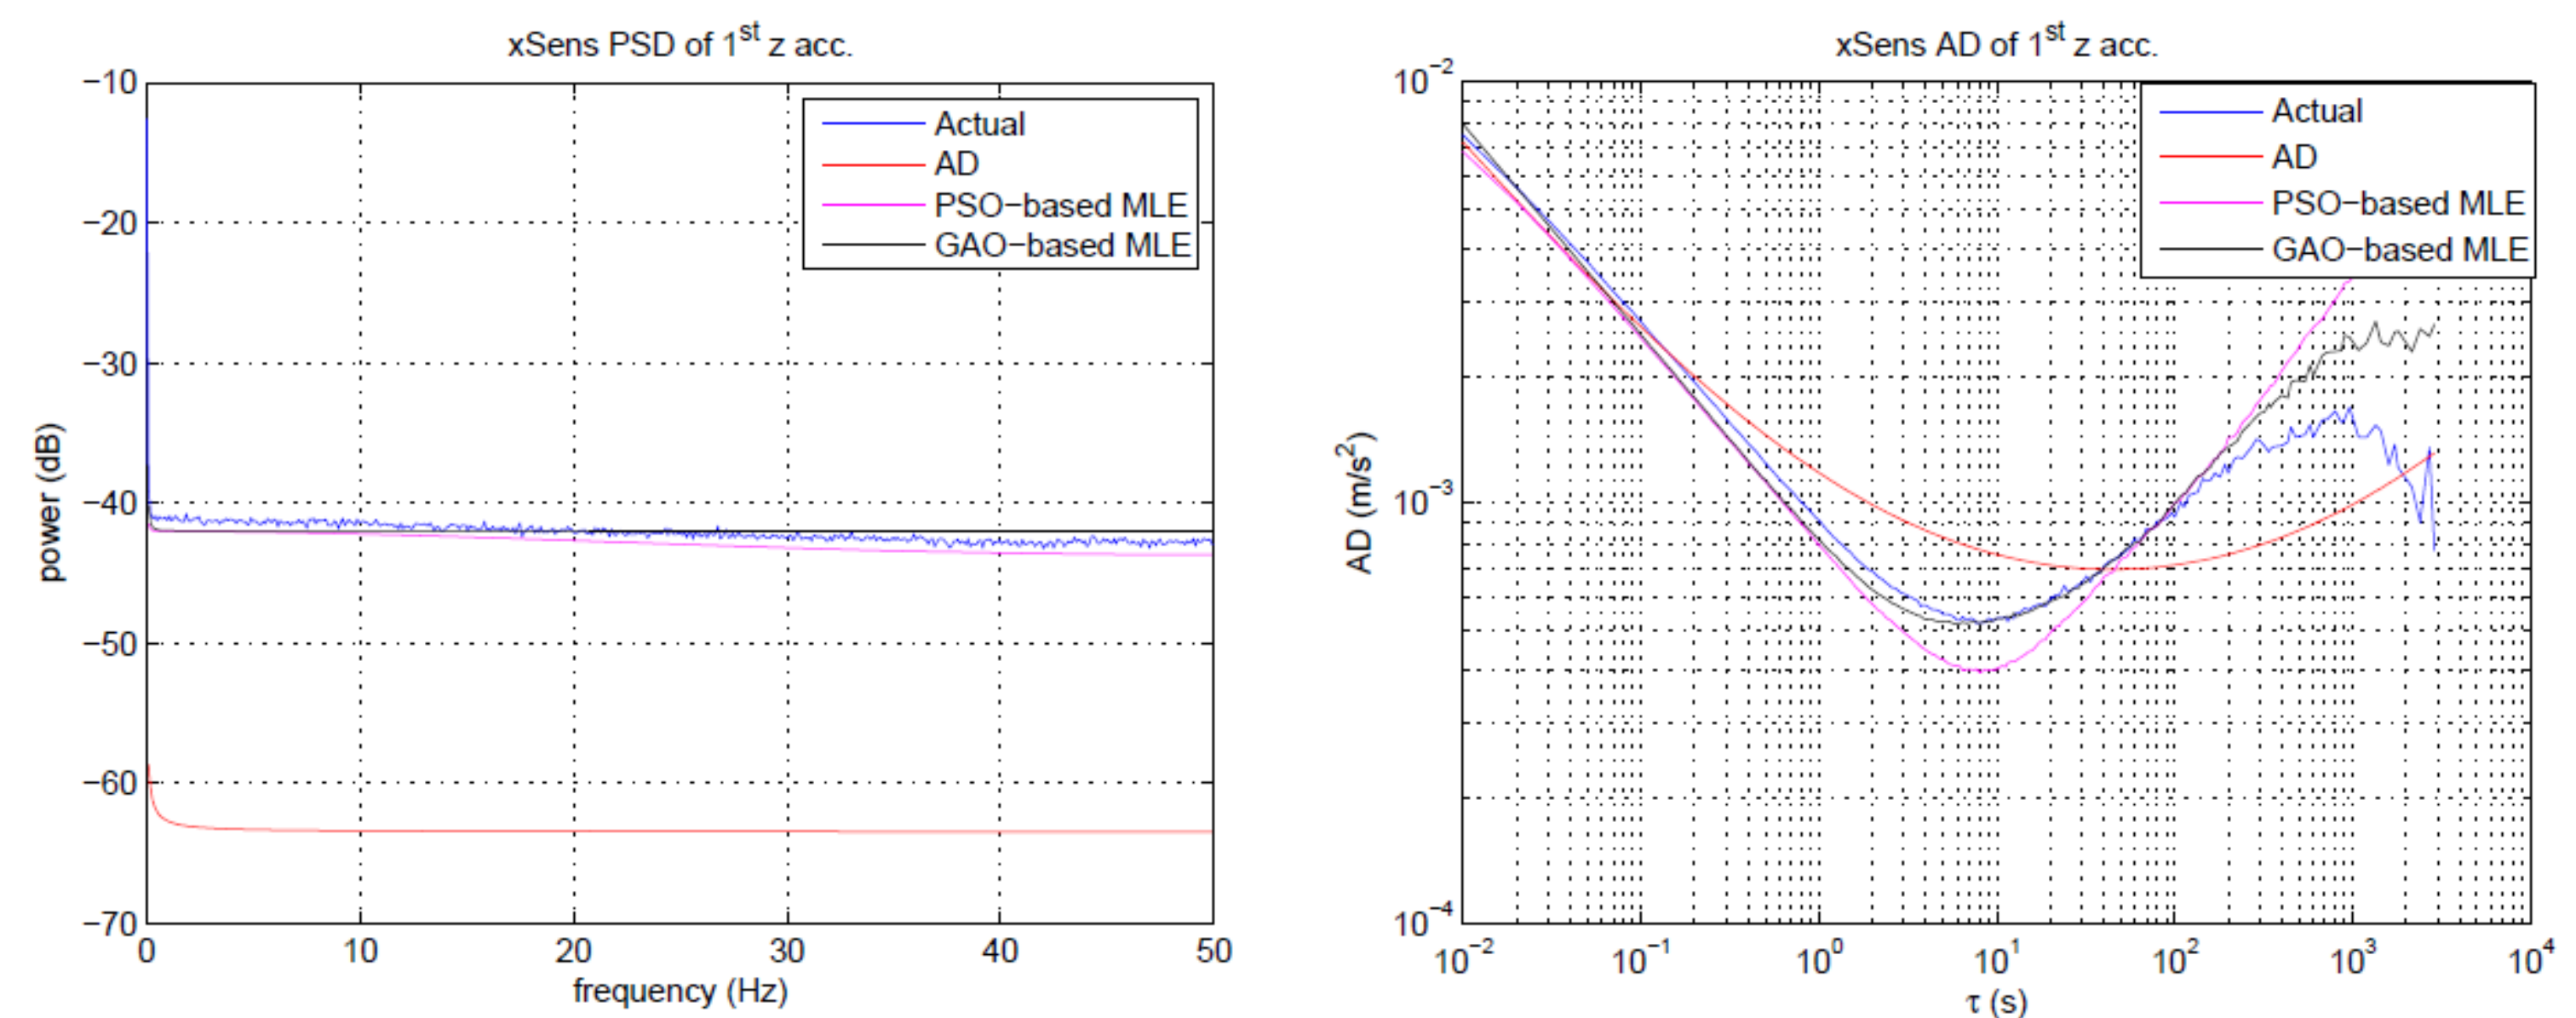 xSens PSD of 1st z acc.
−10
−20
−30
−40
−50
−60
−70
power (dB)
0 10 20 30 40 50
frequency (Hz)
Actual
AD
PSO−based MLE
GAO−based MLE
xSens AD of 1st z acc.
10−2
10−3
10−4
AD (m/s2)
10−2 10−1 100 101 102 103 104
τ (s)
Actual
AD
PSO−based MLE
GAO−based MLE